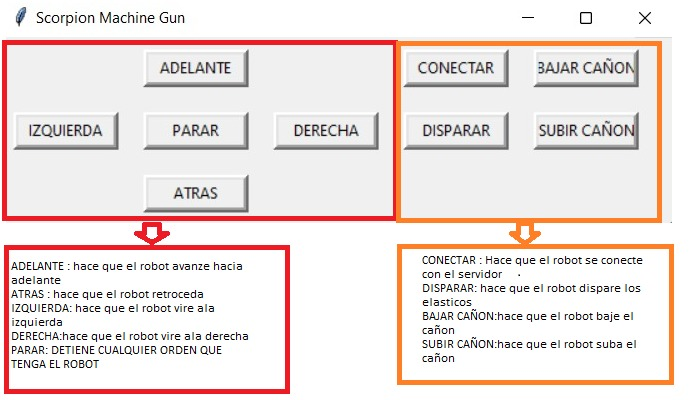 Scorpion Machine Gun
ADELANTE
IZQUIERDA
PARAR
DERECHA
ATRAS
CONECTAR
BAJAR CAÑON
DISPARAR
SUBIR CAÑON
ADELANTE : hace que el robot avanze hacia
adelante
ATRAS : hace que el robot retroceda
IZQUIERDA: hace que el robot vire ala
izquierda
DERECHA:hace que el robot vire ala derecha
PARAR: DETIENE CUALQUIER ORDEN QUE
TENGA EL ROBOT
CONECTAR : Hace que el robot se conecte
con el servidor
DISPARAR: hace que el robot dispare los
elasticos
BAJAR CAÑON:hace que el robot baje el
cañon
SUBIR CAÑON:hace que el robot suba el
cañon